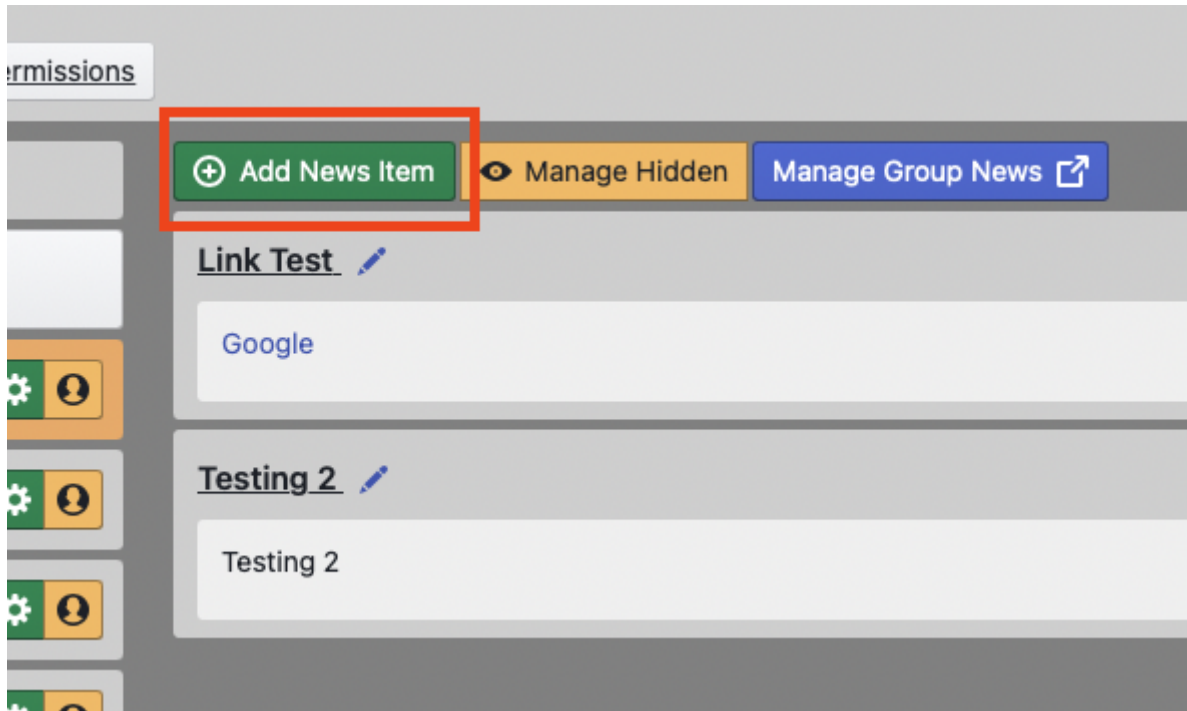 ermissions
Add News Item
Manage Hidden
Manage Group News
Link Test
Google
Testing 2
Testing 2